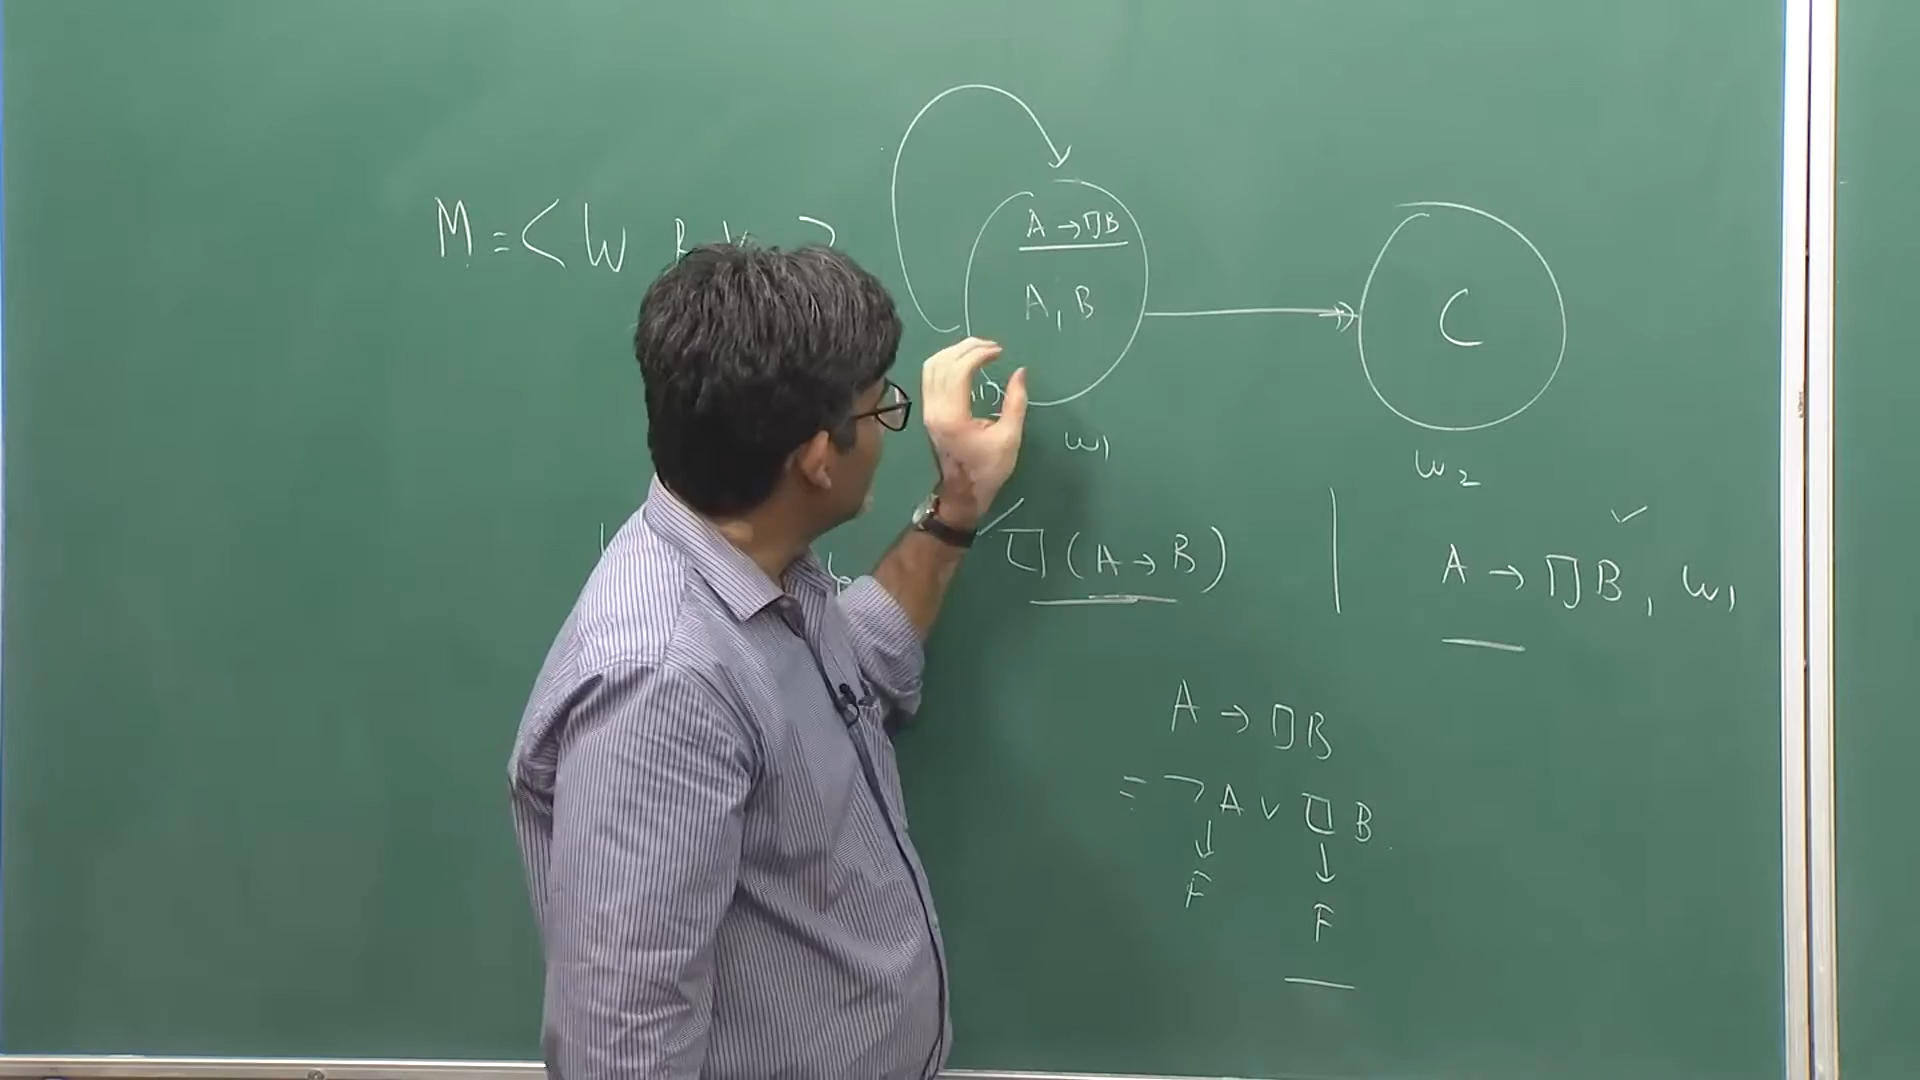 M = < W
A → □B
A, B
C
w1
w2
□(A → B)
A → □B, w1
A → □B
= ¬A ∨ □B
↓ ↓
F F